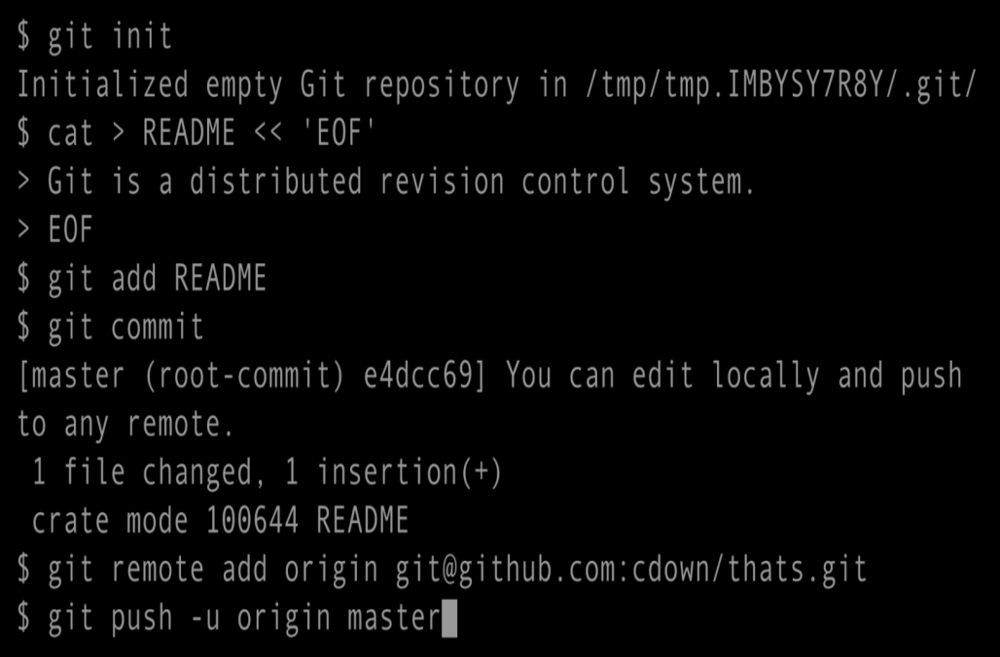 $ git init
Initialized empty Git repository in /tmp/tmp.IMBYSY7R8Y/.git/
$ cat > README << 'EOF'
> Git is a distributed revision control system.
> EOF
$ git add README
$ git commit
[master (root-commit) e4dcc69] You can edit locally and push
to any remote.
 1 file changed, 1 insertion(+)
 crate mode 100644 README
$ git remote add origin git@github.com:cdown/thats.git
$ git push -u origin master